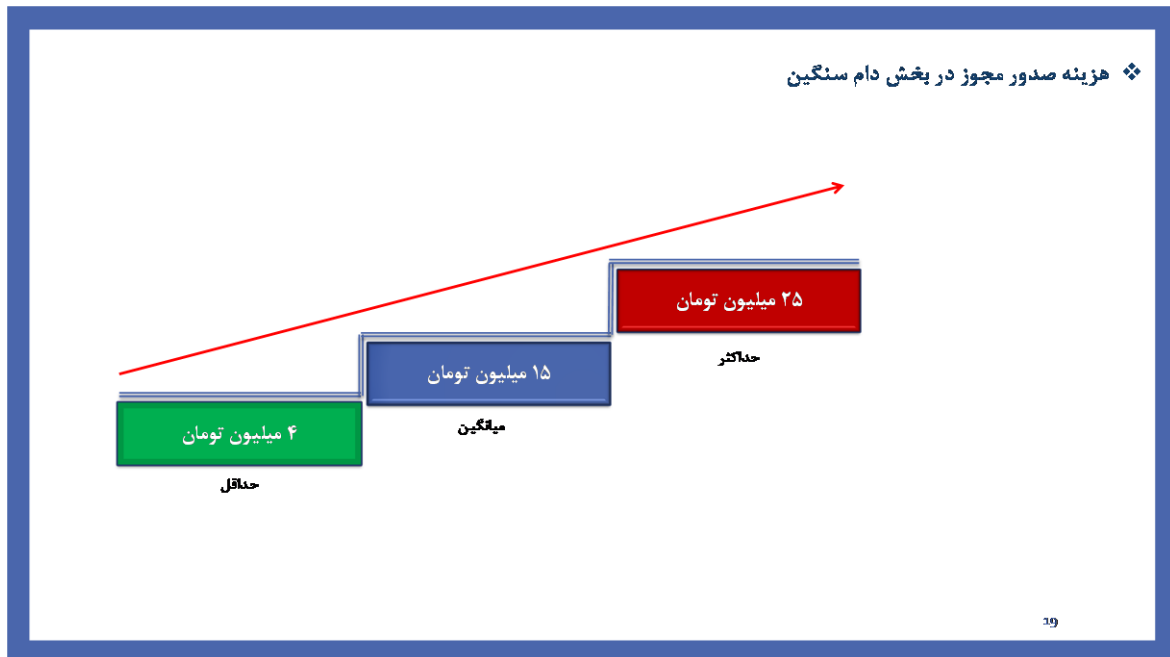 ❖ هزینه صدور مجوز در بخش دام سنگین
۲۵ میلیون تومان
حداکثر
۱۵ میلیون تومان
میانگین
۴ میلیون تومان
حداقل